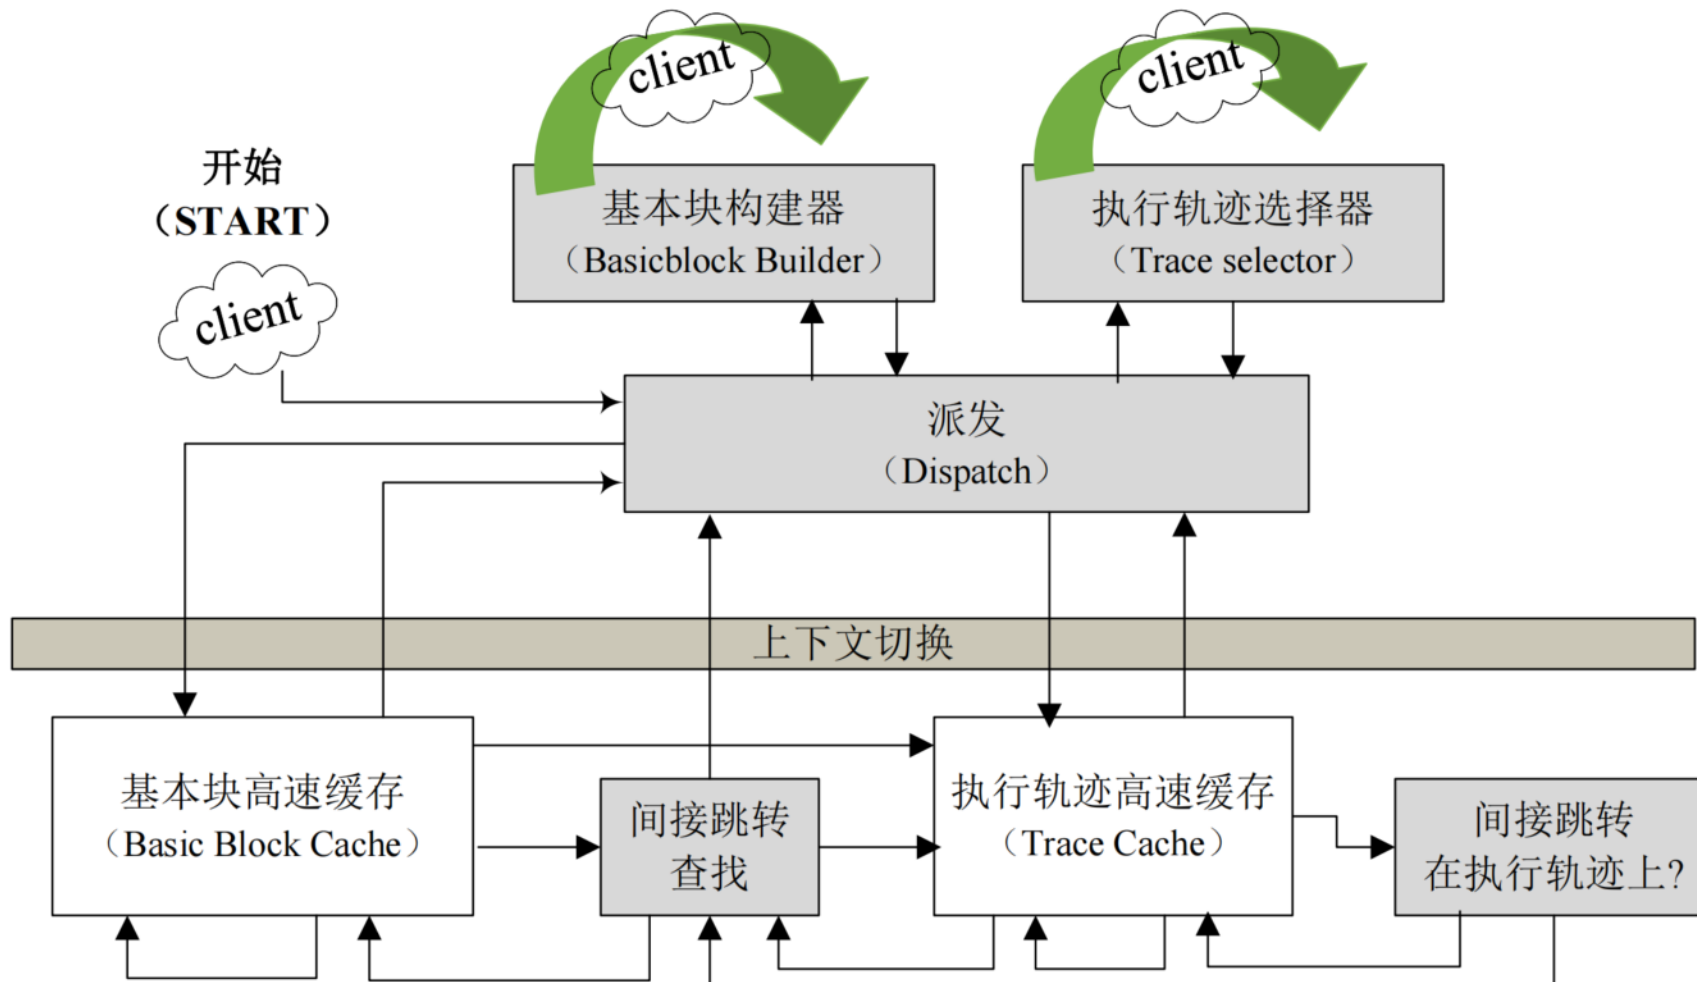 client
client
开始
（START）
client
基本块构建器
（Basicblock Builder）
执行轨迹选择器
（Trace selector）
派发
（Dispatch）
上下文切换
基本块高速缓存
（Basic Block Cache）
间接跳转
查找
执行轨迹高速缓存
（Trace Cache）
间接跳转
在执行轨迹上?